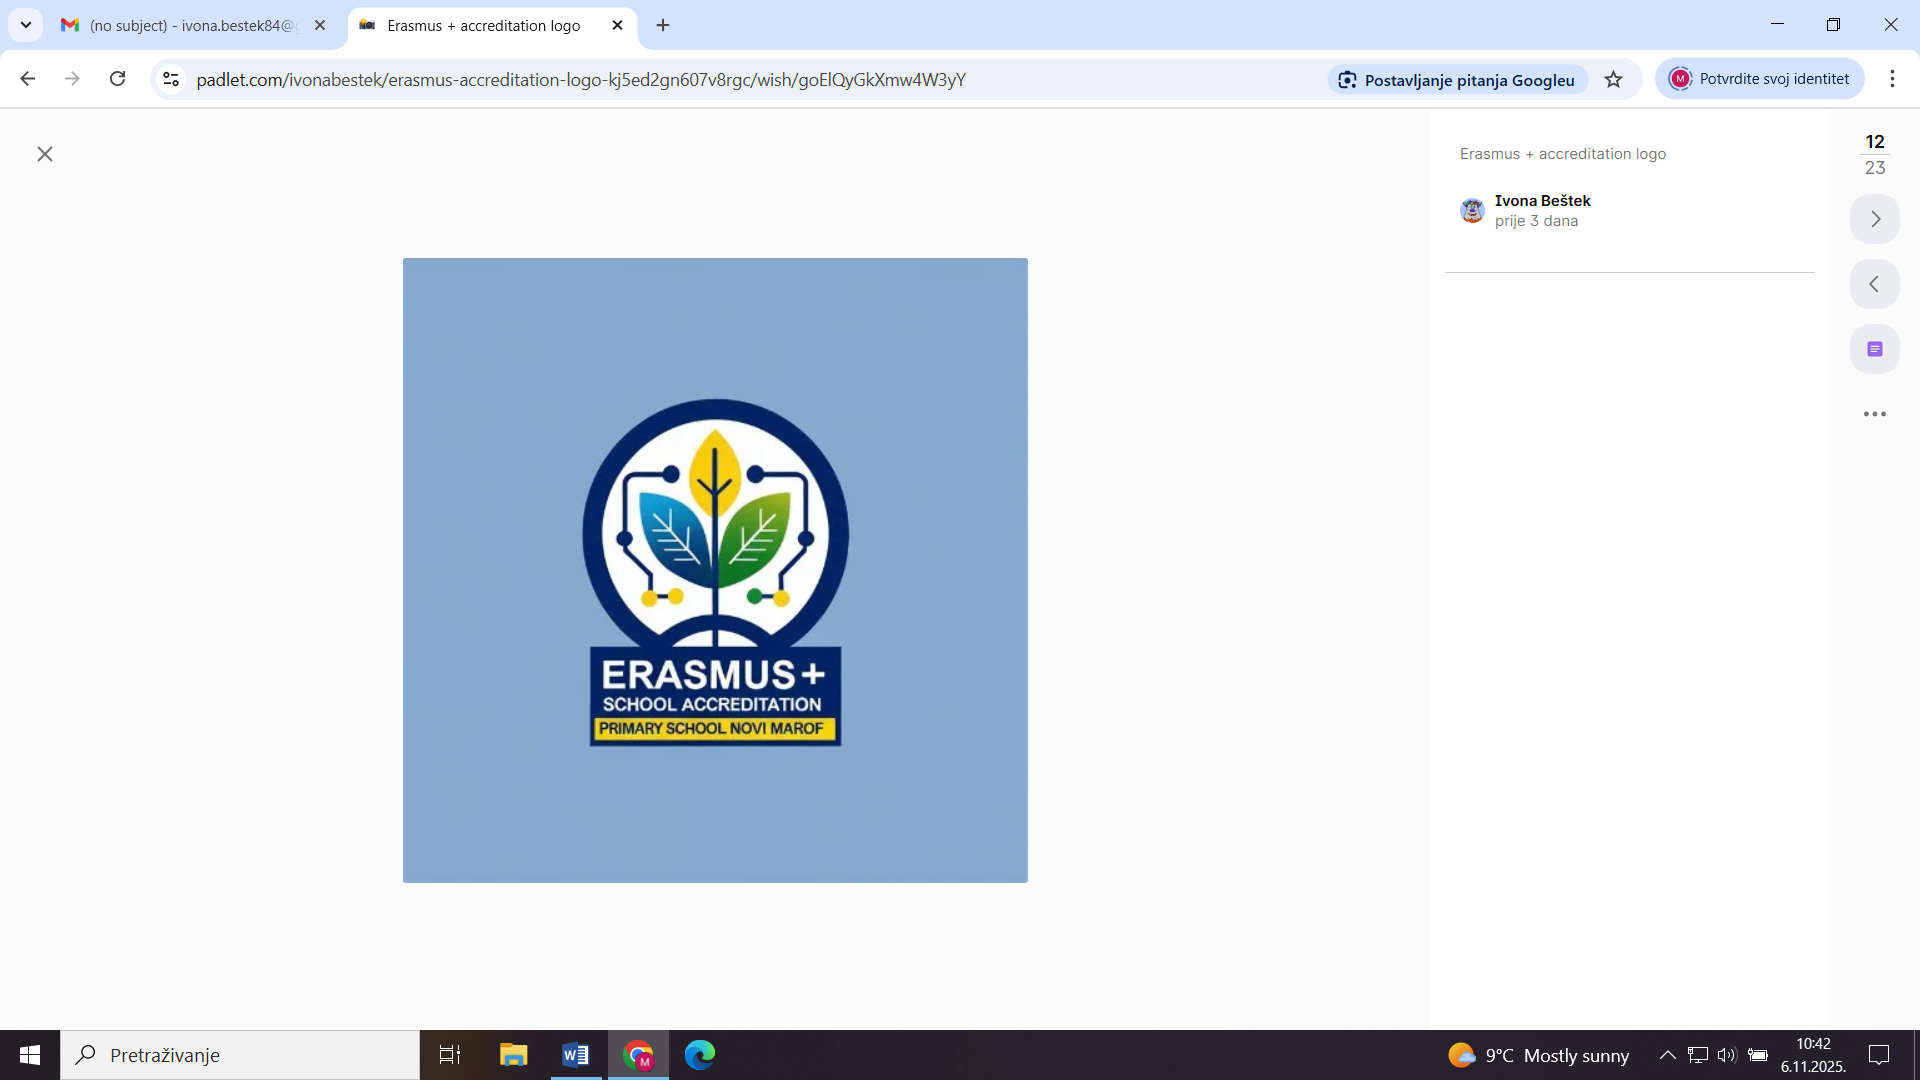 (no subject) - ivona.bestek84@g
Erasmus + accreditation logo
padlet.com/ivonabestek/erasmus-accreditation-logo-kj5ed2gn607v8rgc/wish/goElQyGkXmw4W3yY
Postavljanje pitanja Googleu
M
Potvrdite svoj identitet
Erasmus + accreditation logo
12
23
Ivona Beštek
prije 3 dana
ERASMUS+
SCHOOL ACCREDITATION
PRIMARY SCHOOL NOVI MAROF
Pretraživanje
9°C Mostly sunny
10:42
6.11.2025.